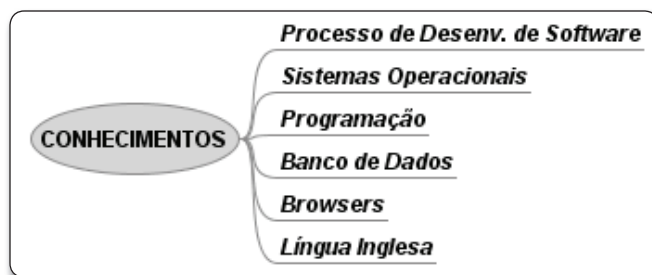 Processo de Desenv. de Software
Sistemas Operacionais
Programação
CONHECIMENTOS
Banco de Dados
Browsers
Língua Inglesa